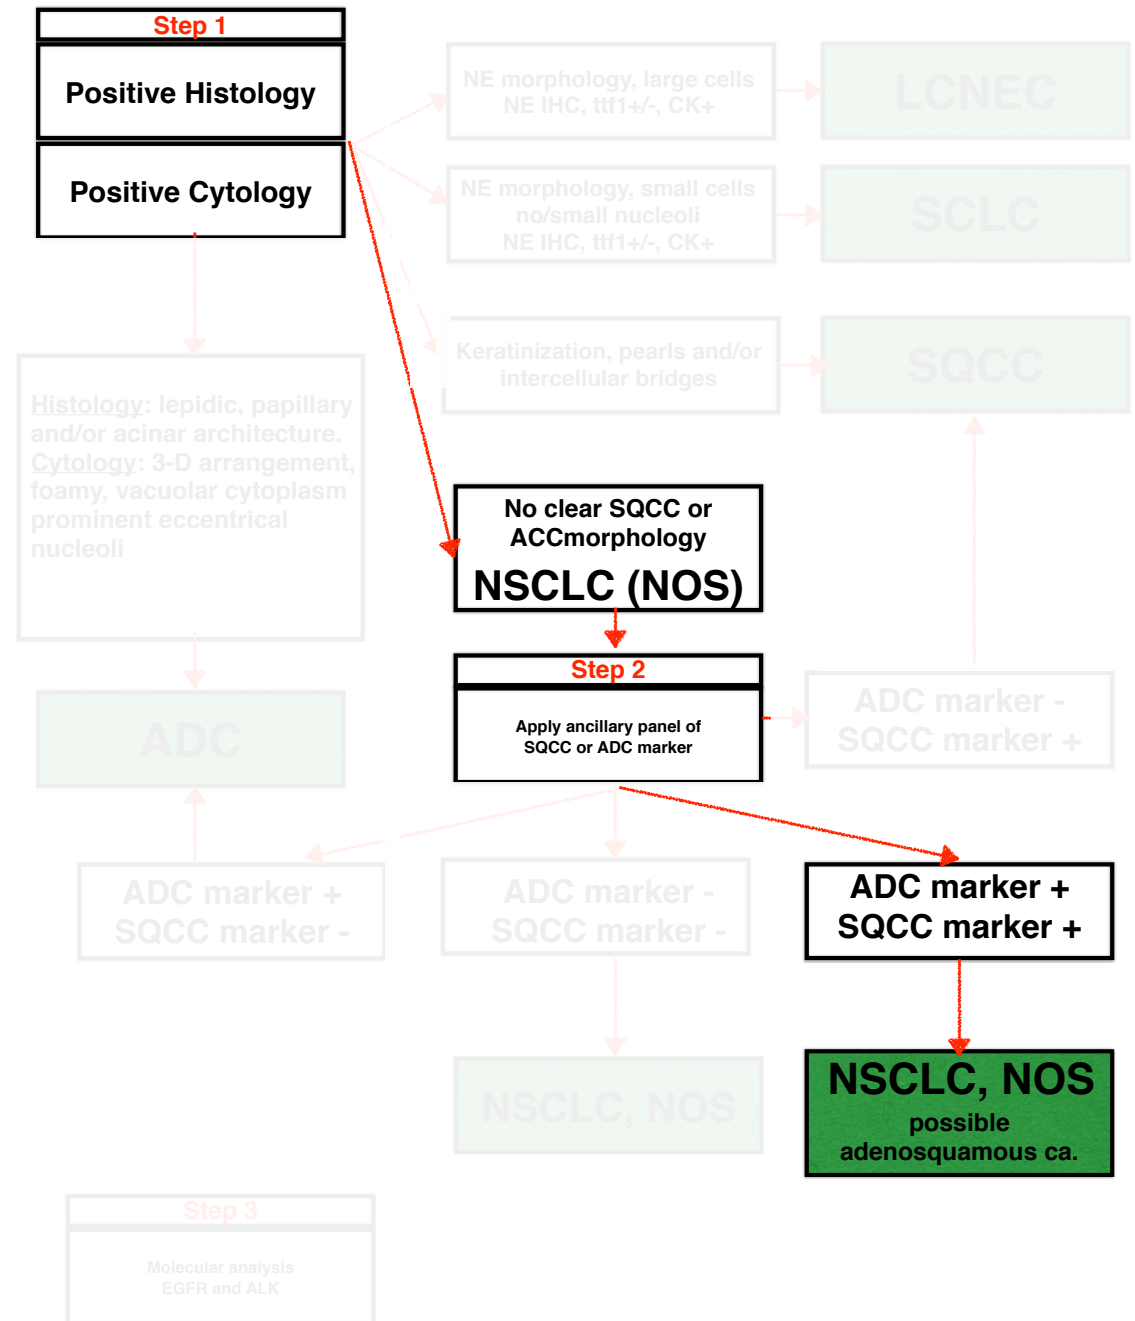 Step 1
Positive Histology
Positive Cytology
NE morphology, large cells
NE IHC, ttf1+/-, CK+
LCNEC
NE morphology, small cells
no/small nucleoli
NE IHC, ttf1+/-, CK+
SCLC
Keratinization, pearls and/or
intercellular bridges
SQCC
Histology: lepidic, papillary
and/or acinar architecture.
Cytology: 3-D arrangement,
foamy, vacuolar cytoplasm
prominent eccentrical
nucleoli
No clear SQCC or
ACCmorphology
NSCLC (NOS)
Step 2
Apply ancillary panel of
SQCC or ADC marker
ADC marker -
SQCC marker +
ADC
ADC marker +
SQCC marker -
ADC marker -
SQCC marker -
ADC marker +
SQCC marker +
NSCLC, NOS
NSCLC, NOS
possible
adenosquamous ca.
Step 3
Molecular analysis
EGFR and ALK